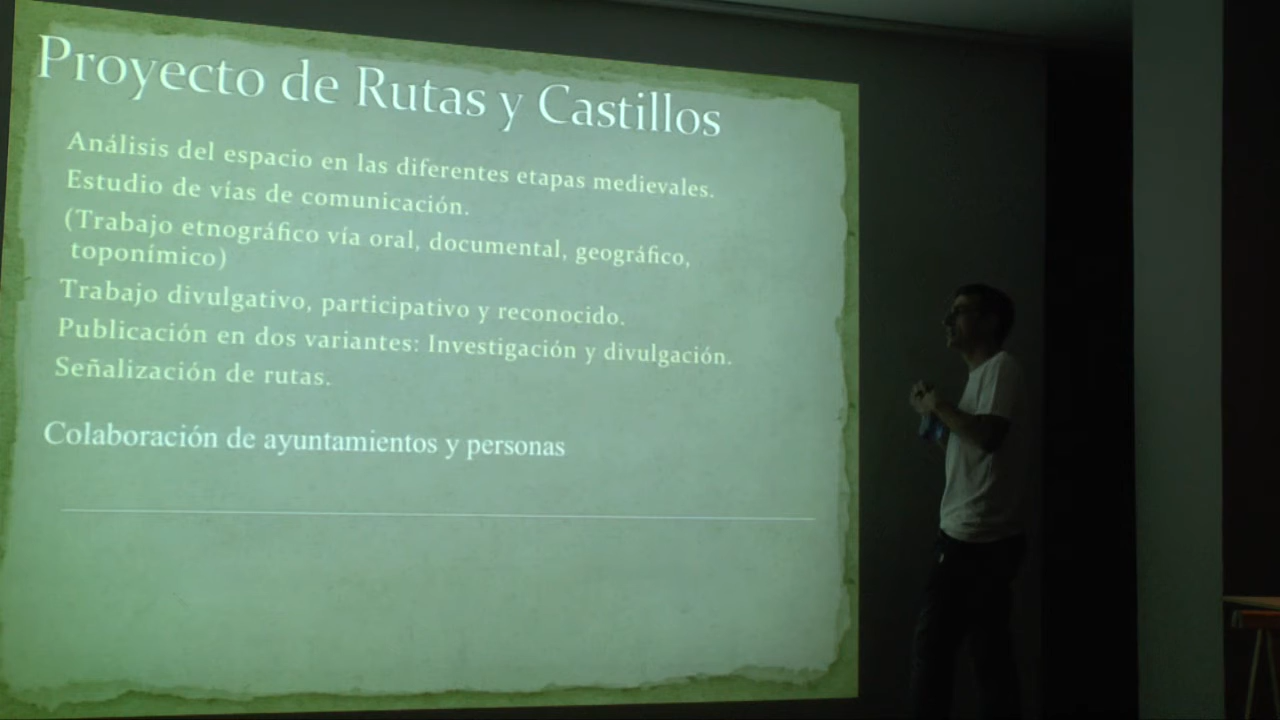 Proyecto de Rutas y Castillos
Análisis del espacio en las diferentes etapas medievales.
Estudio de vías de comunicación.
(Trabajo etnográfico vía oral, documental, geográfico,
toponímico)
Trabajo divulgativo, participativo y reconocido.
Publicación en dos variantes: Investigación y divulgación.
Señalización de rutas.
Colaboración de ayuntamientos y personas